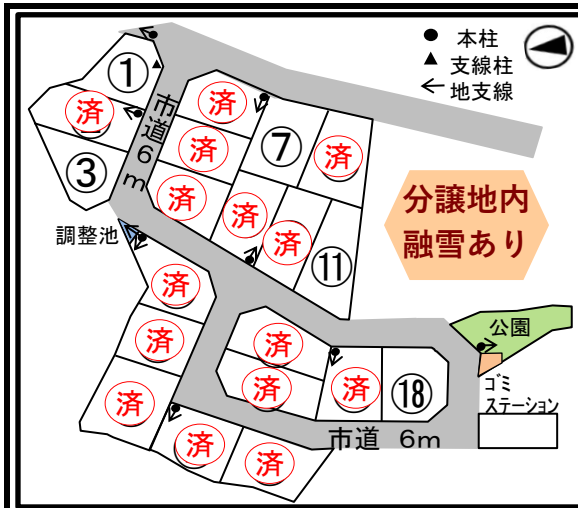 本柱
支線柱
地支線
①
済
③
市道6m
済
済
済
⑦
済
済
済
⑪
分譲地内
融雪あり
調整池
済
済
済
済
済
済
⑱
済
済
市道 6m
公園
ゴミ
ステーション